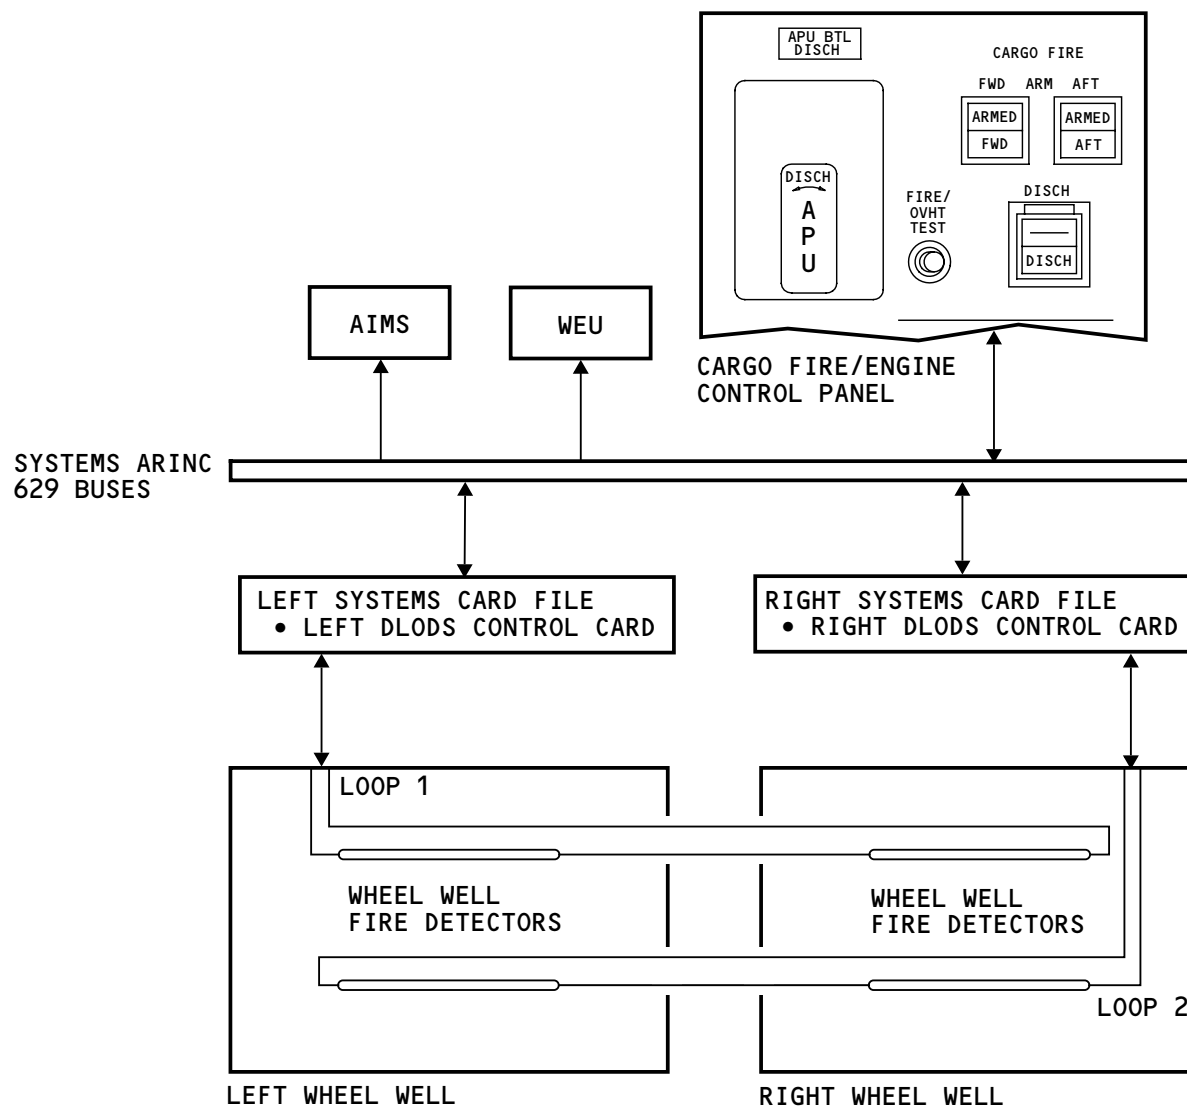 APU BTL
DISCH
CARGO FIRE
FWD ARM AFT
ARMED
FWD
ARMED
AFT
DISCH
A
P
U
FIRE/
OVHT
TEST
DISCH
DISCH
AIMS
WEU
CARGO FIRE/ENGINE
CONTROL PANEL
SYSTEMS ARINC
629 BUSES
LEFT SYSTEMS CARD FILE
• LEFT DLODS CONTROL CARD
RIGHT SYSTEMS CARD FILE
• RIGHT DLODS CONTROL CARD
LOOP 1
WHEEL WELL
FIRE DETECTORS
WHEEL WELL
FIRE DETECTORS
LOOP 2
LEFT WHEEL WELL
RIGHT WHEEL WELL